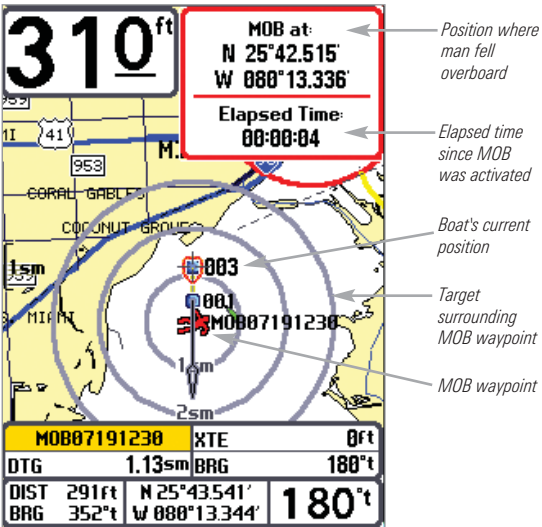 310ft
MOB at:
N 25°42.515'
W 080°13.336'
Elapsed Time:
00:00:04
Position where
man fell
overboard
Elapsed time
since MOB
was activated
Boat's current
position
Target
surrounding
MOB waypoint
MOB waypoint
41
953
M
CORAL GABLES
COCONUT GROVE
1sm
003
001
MIAMI
MOB07191230
1sm
2sm
MOB07191230 XTE 0ft
DTG 1.13sm BRG 180°t
DIST 291ft N 25°43.541'
BRG 352°t W 080°13.344'
180°t